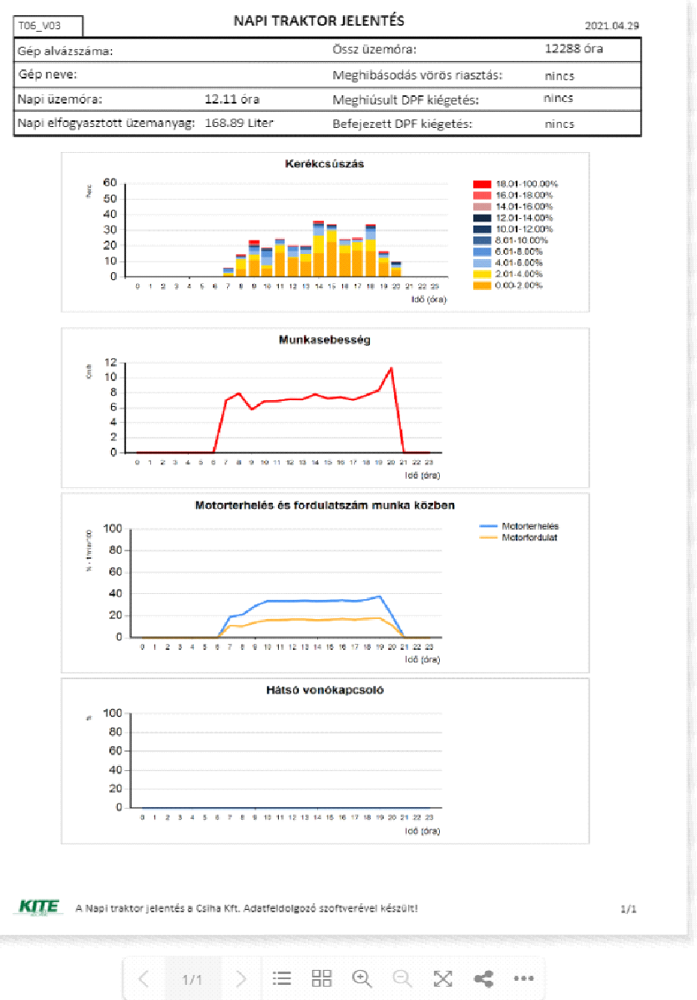 T06_V03
NAPI TRAKTOR JELENTÉS
2021.04.29
Gép alvázszáma:
Össz üzemóra: 12288 óra
Gép neve:
Meghibásodás vörös riasztás: nincs
Napi üzemóra: 12.11 óra
Meghiúsult DPF kiégetés: nincs
Napi elfogyasztott üzemanyag: 168.89 Liter
Befejezett DPF kiégetés: nincs
Kerékcsúszás
Perc
60
50
40
30
20
10
0
0 1 2 3 4 5 6 7 8 9 10 11 12 13 14 15 16 17 18 19 20 21 22 23
Idő (óra)
18.01-100.00%
16.01-18.00%
14.01-16.00%
12.01-14.00%
10.01-12.00%
8.01-10.00%
6.01-8.00%
4.01-6.00%
2.01-4.00%
0.00-2.00%
Munkasebesség
Km/h
12
10
8
6
4
2
0
0 1 2 3 4 5 6 7 8 9 10 11 12 13 14 15 16 17 18 19 20 21 22 23
Idő (óra)
Motorterhelés és fordulatszám munka közben
100
80
60
40
20
0
0 1 2 3 4 5 6 7 8 9 10 11 12 13 14 15 16 17 18 19 20 21 22 23
Idő (óra)
Motorterhelés
Motorfordulat
Hátsó vonókapcsoló
%
100
80
60
40
20
0
0 1 2 3 4 5 6 7 8 9 10 11 12 13 14 15 16 17 18 19 20 21 22 23
Idő (óra)
KITE
A Napi traktor jelentés a Csiha Kft. Adatfeldolgozó szoftverével készült!
1/1
1/1